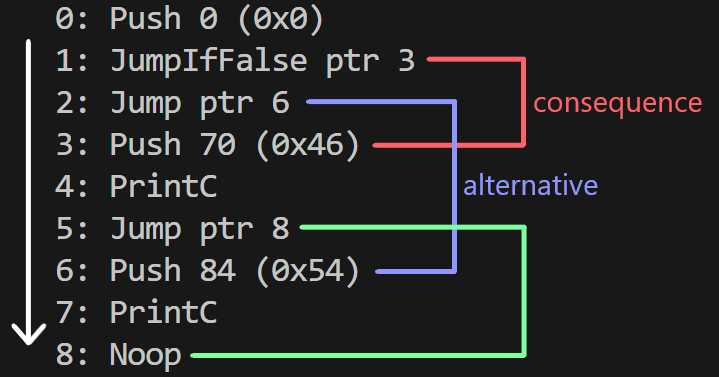 0: Push 0 (0x0)
1: JumpIfFalse ptr 3
consequence
2: Jump ptr 6
3: Push 70 (0x46)
4: PrintC
alternative
5: Jump ptr 8
6: Push 84 (0x54)
7: PrintC
8: Noop